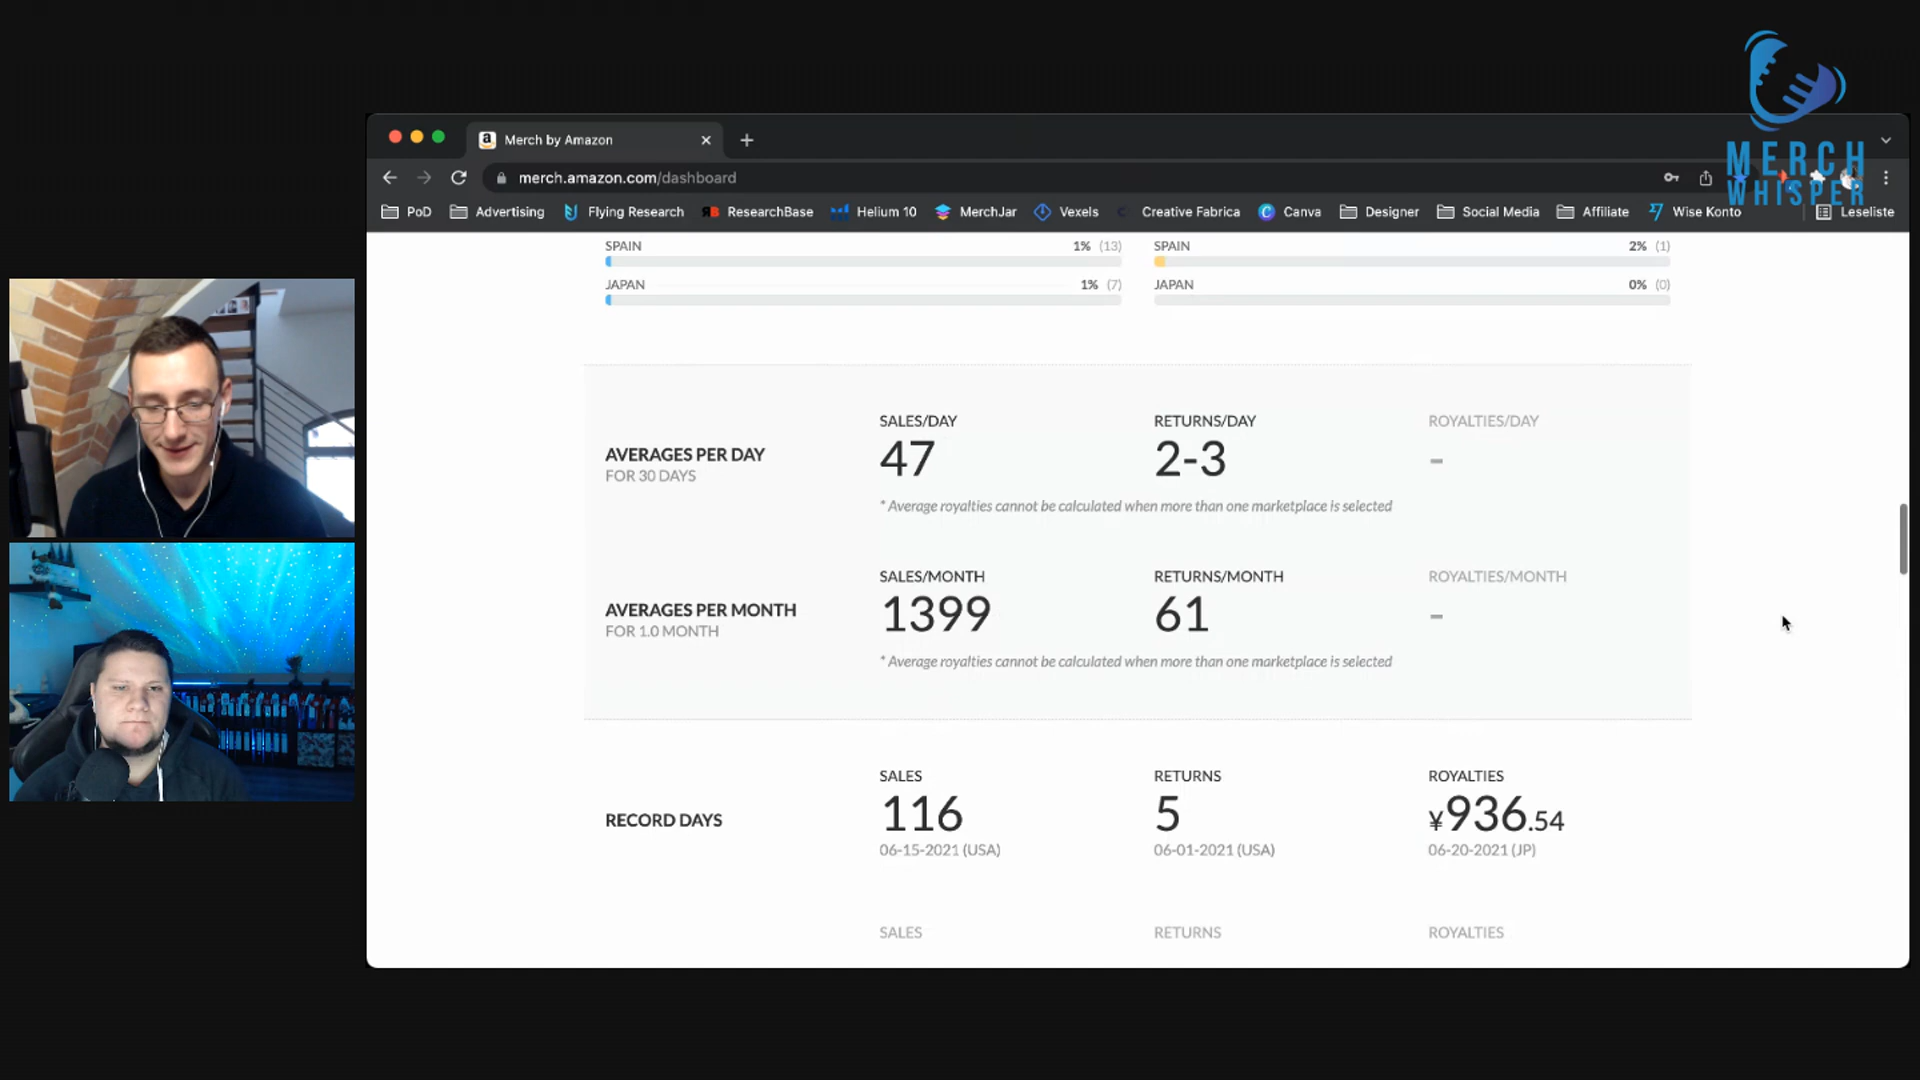 MERCH
WHISPER
Merch by Amazon
merch.amazon.com/dashboard
PoD Advertising Flying Research ResearchBase Helium 10 MerchJar Vexels Creative Fabrica Canva Designer Social Media Affiliate Wise Konto Leseliste
SPAIN 1% (13) SPAIN 2% (1)
JAPAN 1% (7) JAPAN 0% (0)
SALES/DAY RETURNS/DAY ROYALTIES/DAY
AVERAGES PER DAY 47 2-3 -
FOR 30 DAYS
* Average royalties cannot be calculated when more than one marketplace is selected
SALES/MONTH RETURNS/MONTH ROYALTIES/MONTH
AVERAGES PER MONTH 1399 61 -
FOR 1.0 MONTH
* Average royalties cannot be calculated when more than one marketplace is selected
SALES RETURNS ROYALTIES
RECORD DAYS 116 5 ¥936.54
06-15-2021 (USA) 06-01-2021 (USA) 06-20-2021 (JP)
SALES RETURNS ROYALTIES